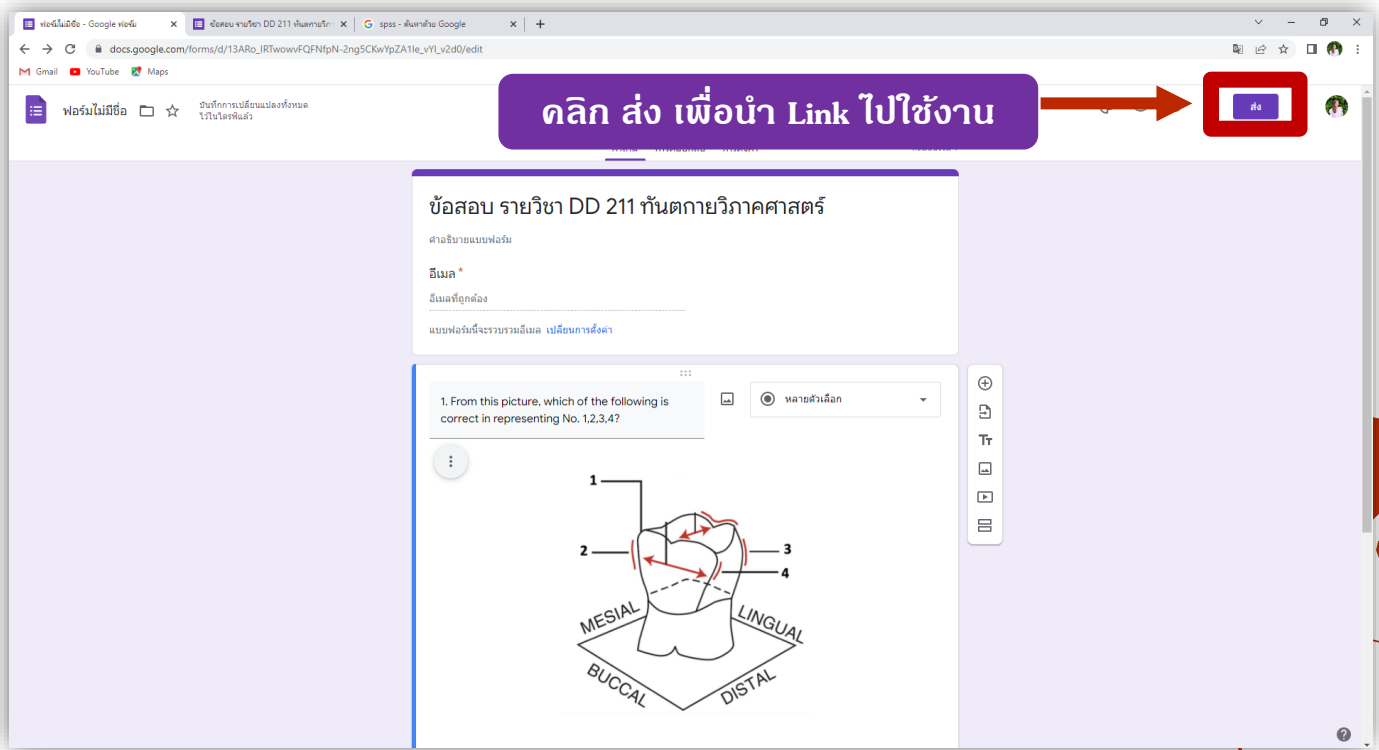 ฟอร์มไม่มีชื่อ - Google ฟอร์ม
ข้อสอบ รายวิชา DD 211 ทันตกายวิภา
spss - ค้นหาด้วย Google
docs.google.com/forms/d/13ARo_IRTwowvFQFNfpN-2ng5CKwYpZA1Ie_vYI_v2d0/edit
Gmail
YouTube
Maps
ฟอร์มไม่มีชื่อ
บันทึกการเปลี่ยนแปลงทั้งหมด
ไว้ในไดรฟ์แล้ว
คลิก ส่ง เพื่อนำ Link ไปใช้งาน
ส่ง
ข้อสอบ รายวิชา DD 211 ทันตกายวิภาคศาสตร์
คำอธิบายแบบฟอร์ม
อีเมล *
อีเมลที่ถูกต้อง
แบบฟอร์มนี้จะรวบรวมอีเมล เปลี่ยนการตั้งค่า
1. From this picture, which of the following is
correct in representing No. 1,2,3,4?
หลายตัวเลือก
1
2
3
4
MESIAL
LINGUAL
BUCCAL
DISTAL